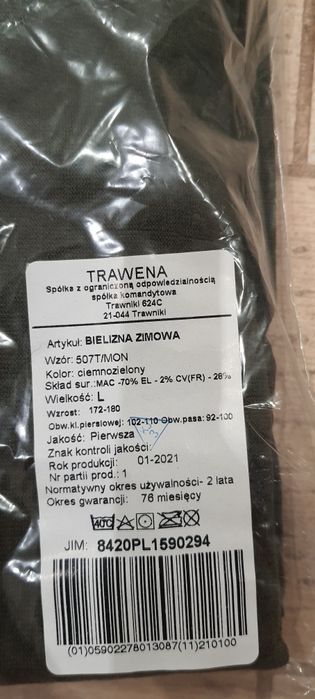 TRAWENA
Spółka z ograniczoną odpowiedzialnością
spółka komandytowa
Trawniki 624C
21-044 Trawniki
Artykuł: BIELIZNA ZIMOWA
Wzór: 507T/MON
Kolor: ciemnozielony
Skład sur.:MAC -70% EL - 2% CV(FR) - 28%
Wielkość: L
Wzrost: 172-180
Obw.kl.piersiowej: 102-110 Obw.pasa: 92-100
Jakość: Pierwsza
Znak kontroli jakości:
Rok produkcji: 01-2021
Nr partii prod.: 1
Normatywny okres używalności- 2 lata
Okres gwarancji: 76 miesięcy
40°C
JIM: 8420PL1590294
(01)05902278013087(11)210100